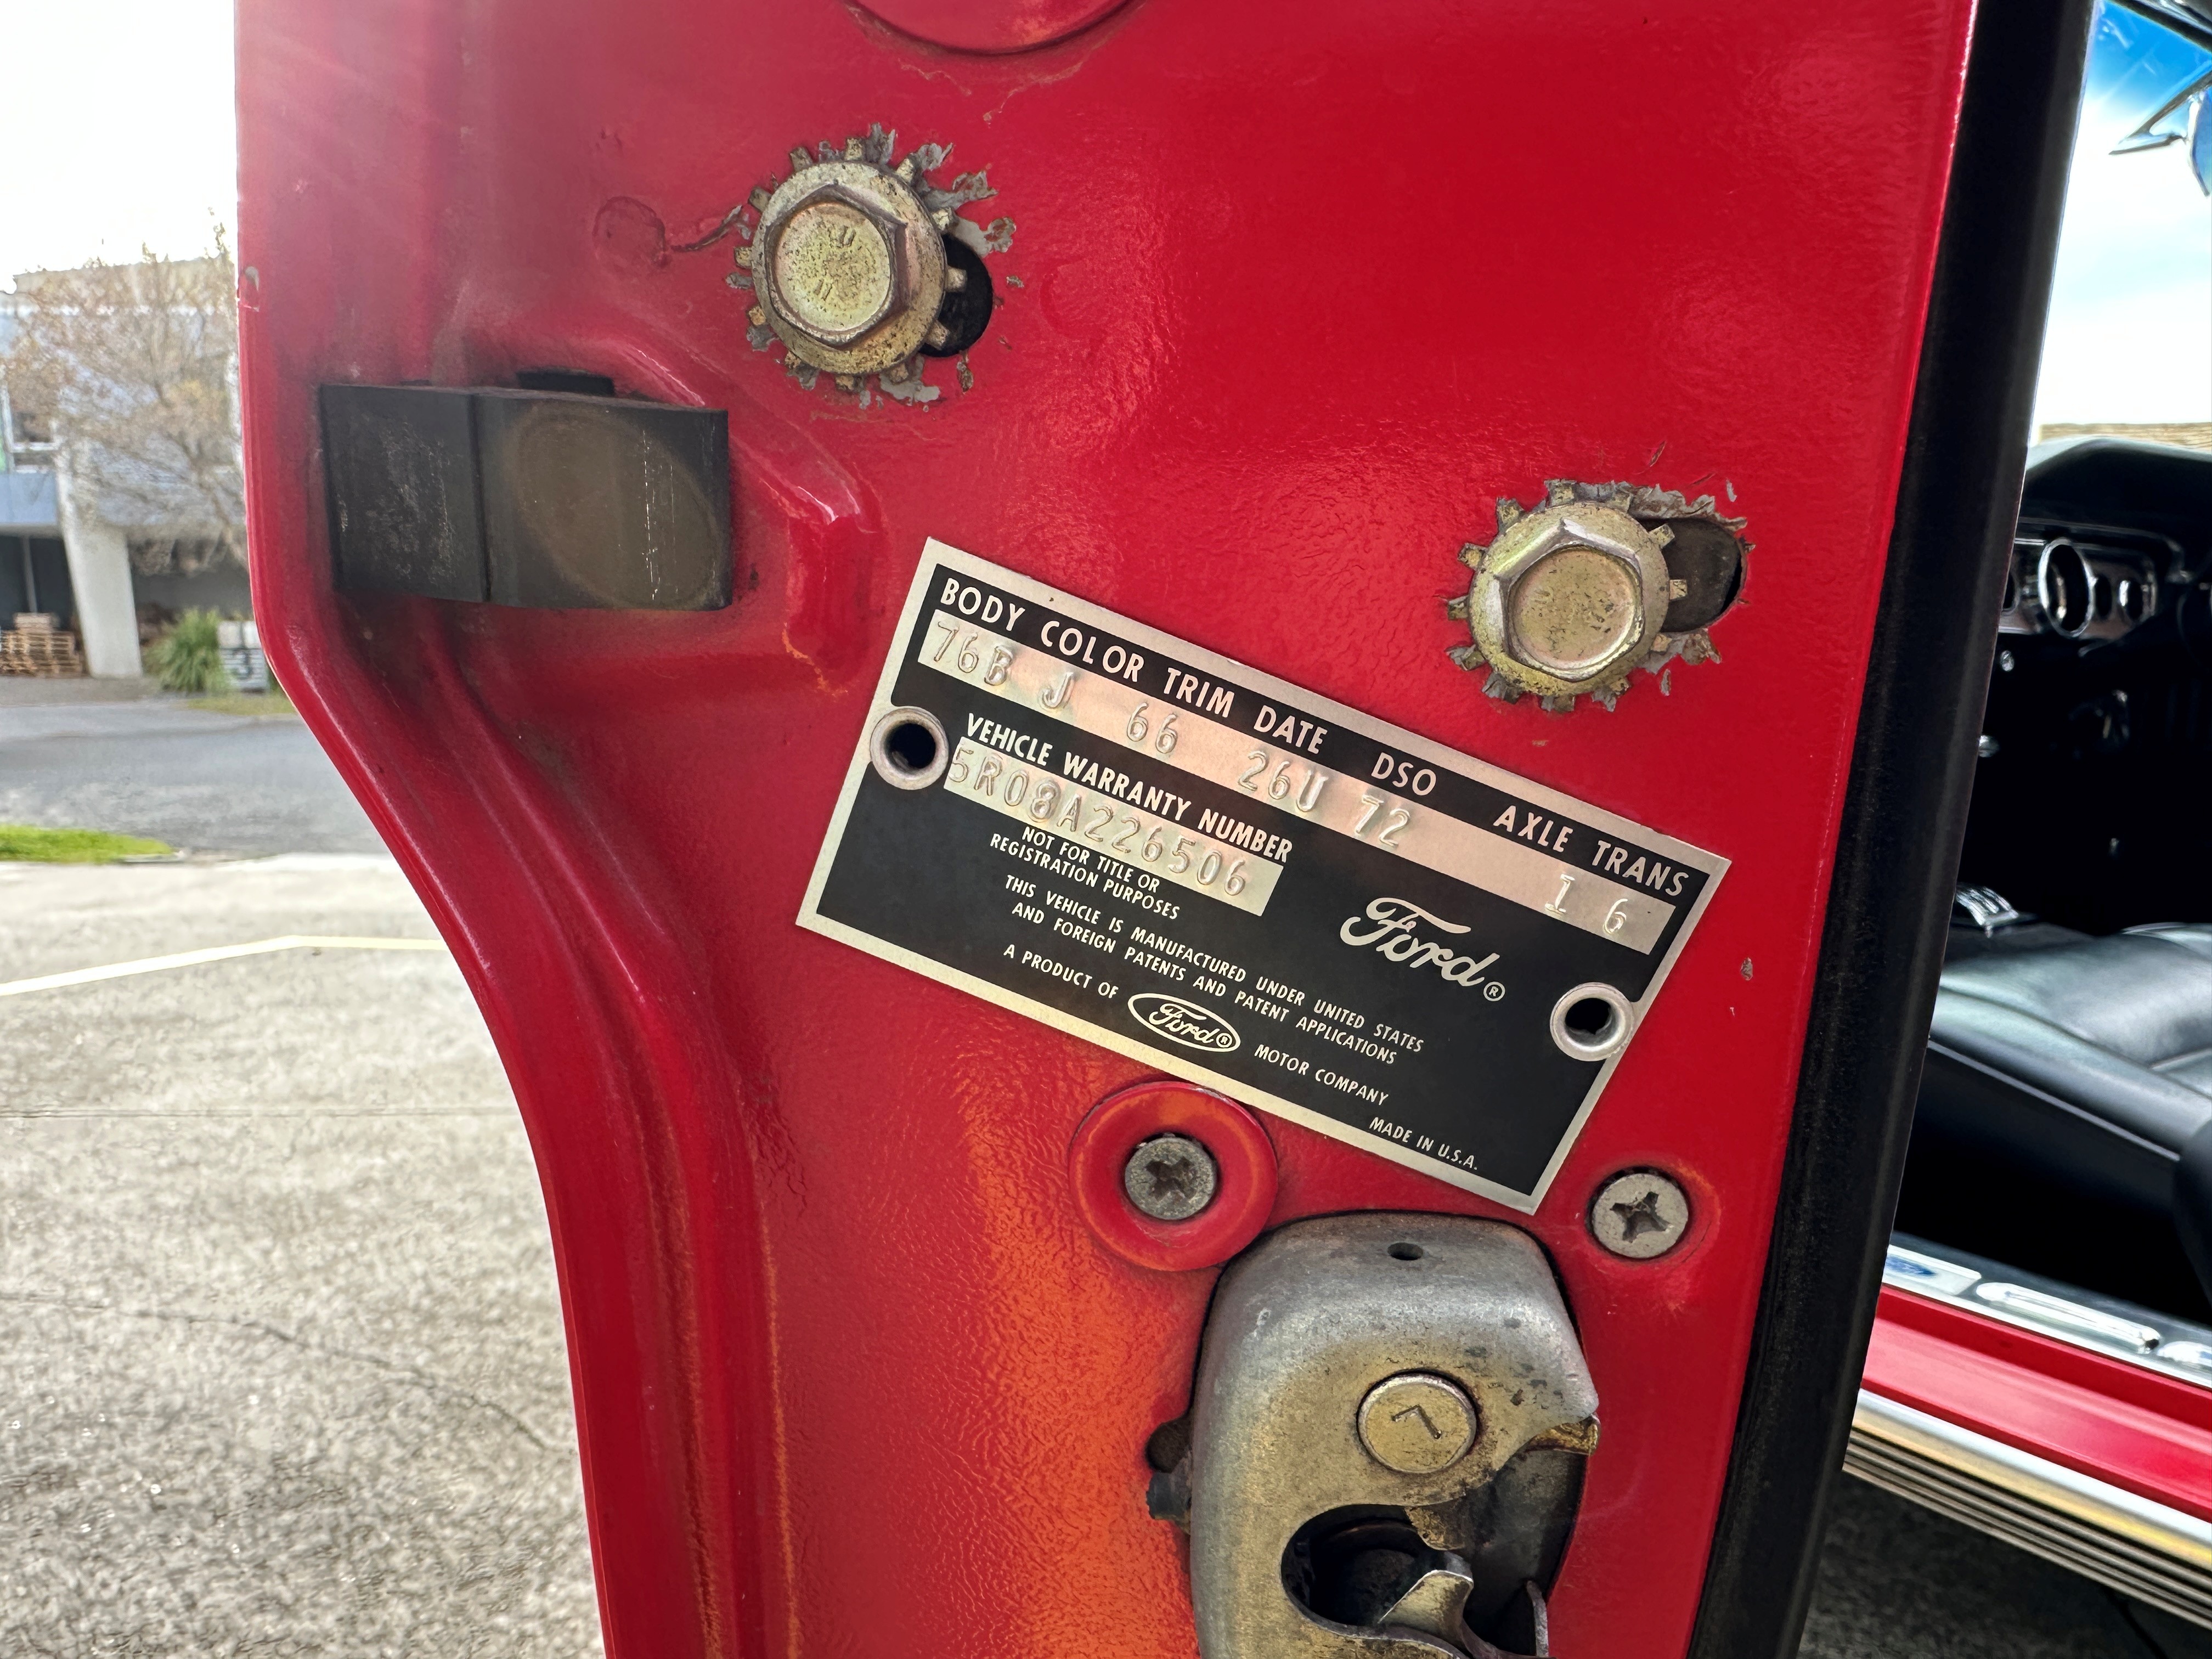 BODY COLOR TRIM DATE DSO AXLE TRANS
76B J 66 26U 72 1 6
VEHICLE WARRANTY NUMBER
5R08A226506
NOT FOR TITLE OR
REGISTRATION PURPOSES
THIS VEHICLE IS MANUFACTURED UNDER UNITED STATES
AND FOREIGN PATENTS AND PATENT APPLICATIONS
Ford®
A PRODUCT OF Ford® MOTOR COMPANY
MADE IN U.S.A.